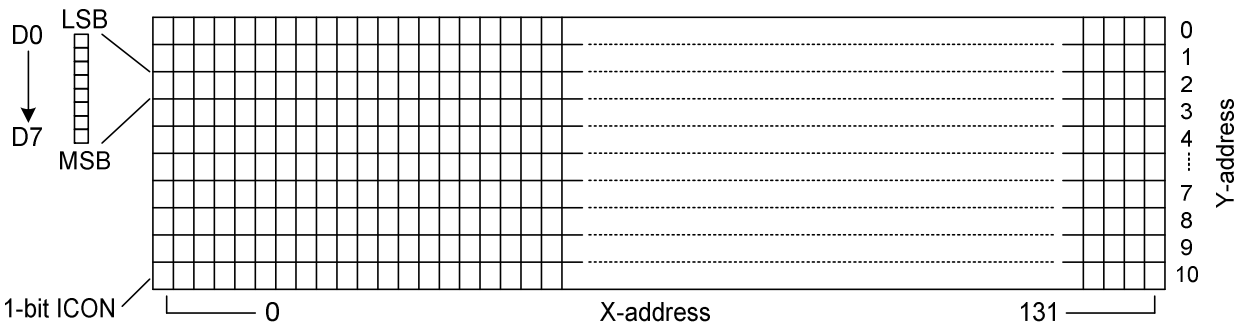 LSB
D0
D7
MSB
0
1
2
3
4
7
8
9
10
Y-address
1-bit ICON
0
X-address
131